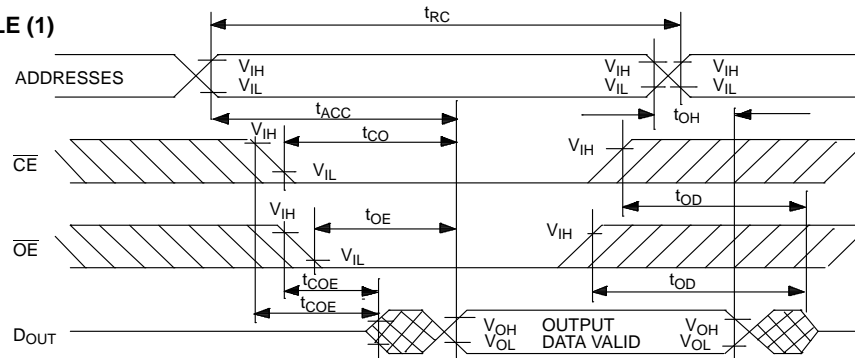 LE (1)
tRC
ADDRESSES
VIH
VIL
VIH
VIL
VIH
VIL
tACC
tOH
tCO
VIH
VIL
VIH
CE
tOD
tOE
VIH
VIL
VIH
OE
tCOE
tOD
tCOE
DOUT
VOH
VOL
OUTPUT
DATA VALID
VOH
VOL